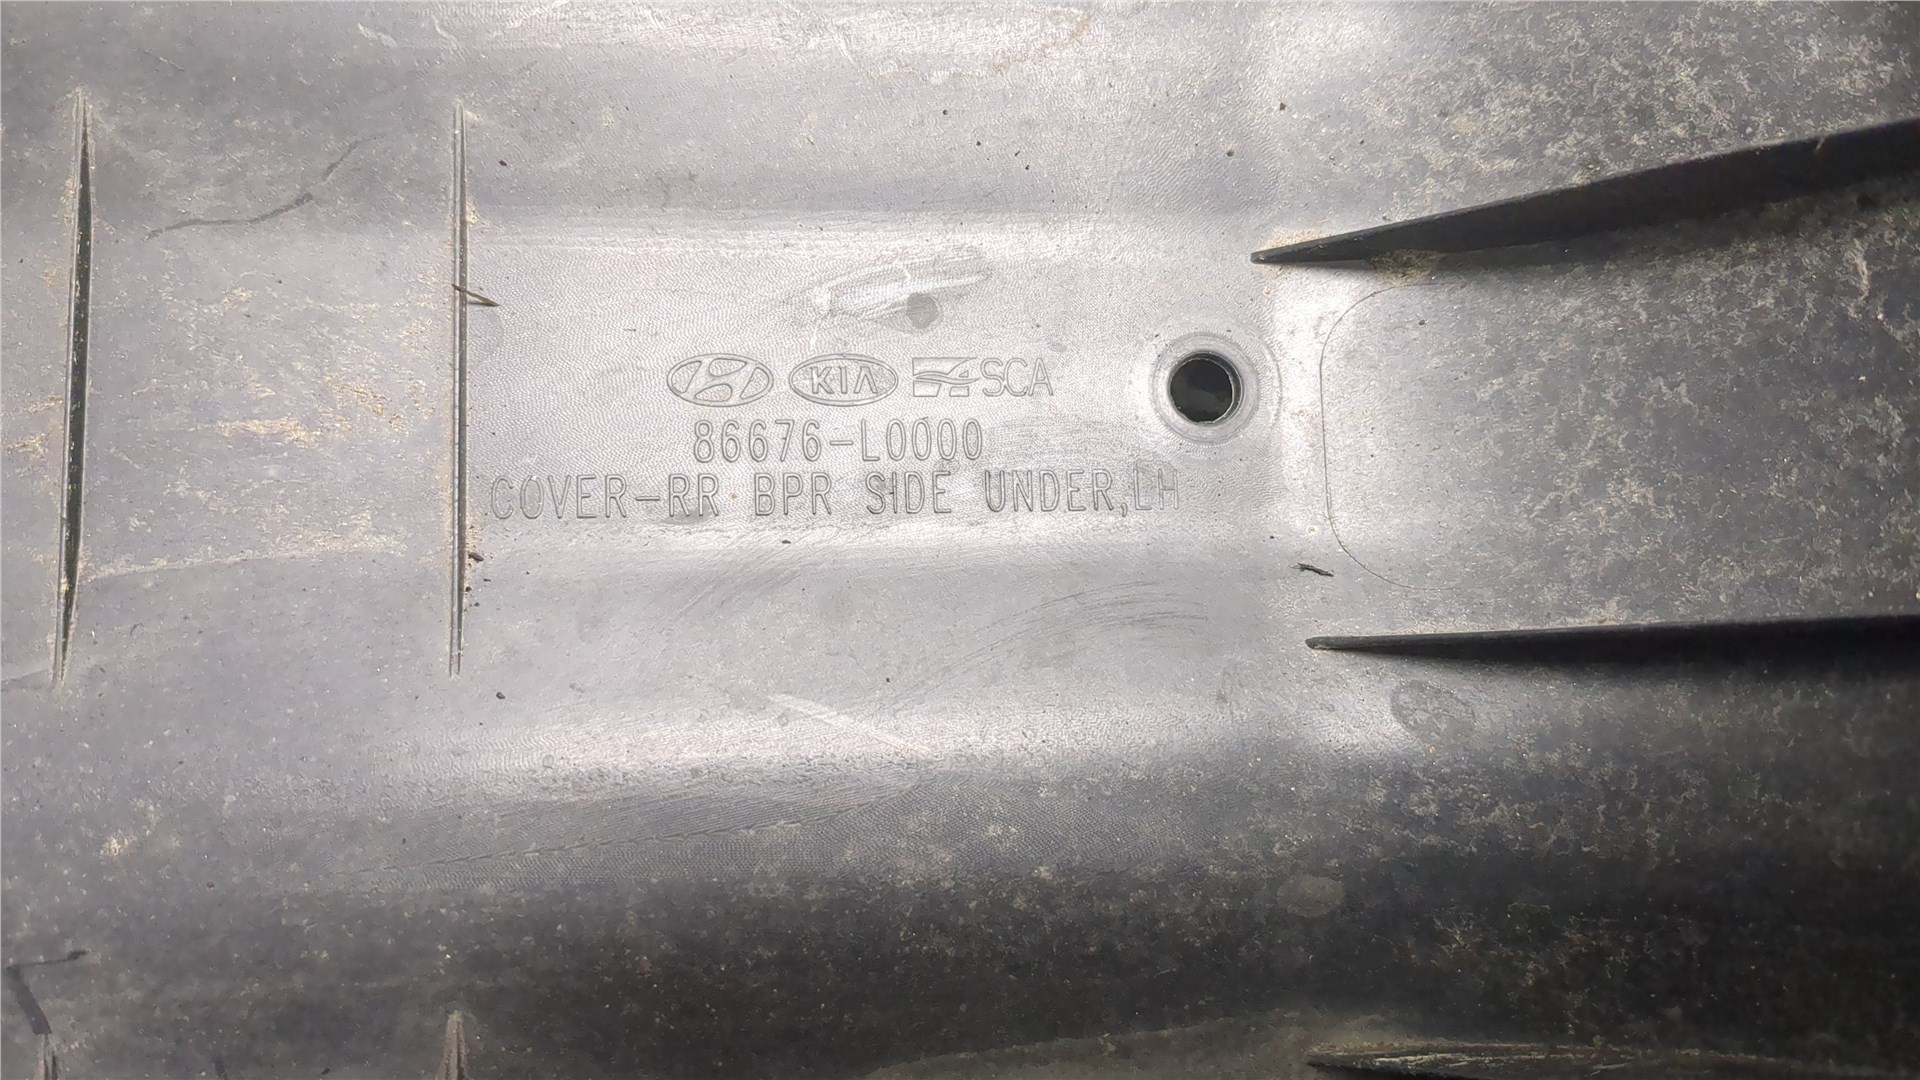 KIA SCA
86676-L0000
COVER-RR BPR SIDE UNDER,LH